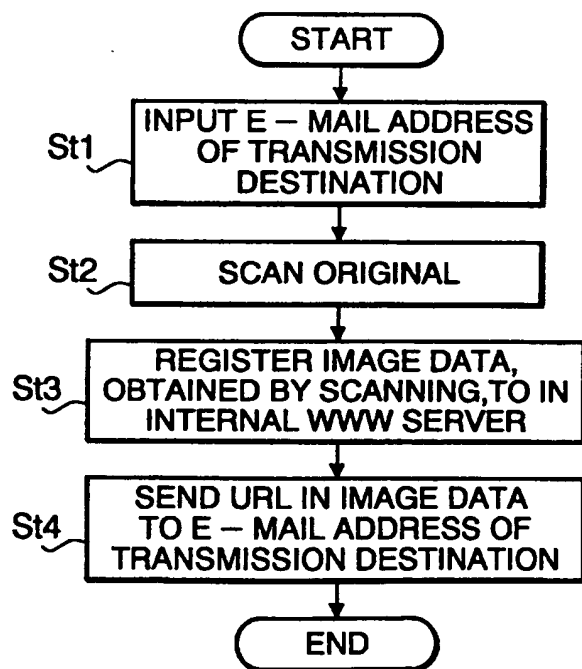 START
St1
INPUT E – MAIL ADDRESS
OF TRANSMISSION
DESTINATION
St2
SCAN ORIGINAL
St3
REGISTER IMAGE DATA,
OBTAINED BY SCANNING,TO IN
INTERNAL WWW SERVER
St4
SEND URL IN IMAGE DATA
TO E – MAIL ADDRESS OF
TRANSMISSION DESTINATION
END